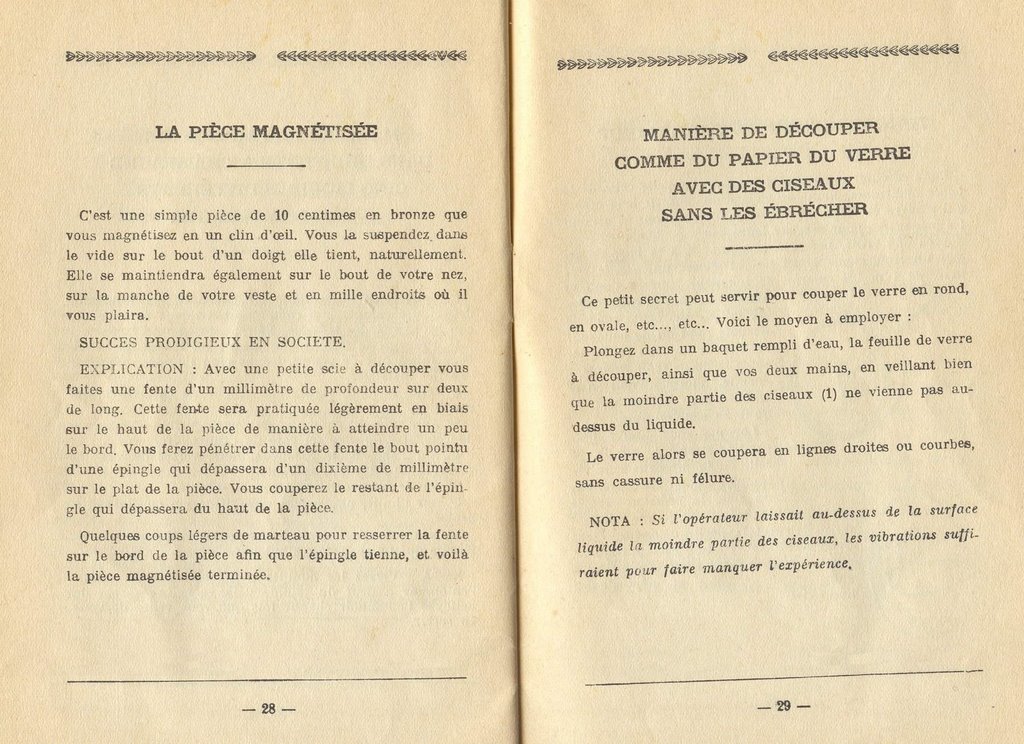 LA PIÈCE MAGNÉTISÉE
C'est une simple pièce de 10 centimes en bronze que
vous magnétisez en un clin d'œil. Vous la suspendez dans
le vide sur le bout d'un doigt elle tient, naturellement.
Elle se maintiendra également sur le bout de votre nez,
sur la manche de votre veste et en mille endroits où il
vous plaira.
SUCCES PRODIGIEUX EN SOCIETE.
EXPLICATION : Avec une petite scie à découper vous
faites une fente d'un millimètre de profondeur sur deux
de long. Cette fente sera pratiquée légèrement en biais
sur le haut de la pièce de manière à atteindre un peu
le bord. Vous ferez pénétrer dans cette fente le bout pointu
d'une épingle qui dépassera d'un dixième de millimètre
sur le plat de la pièce. Vous couperez le restant de l'épin-
gle qui dépassera du haut de la pièce.
Quelques coups légers de marteau pour resserrer la fente
sur le bord de la pièce afin que l'épingle tienne, et voilà
la pièce magnétisée terminée.
— 28 —
MANIÈRE DE DÉCOUPER
COMME DU PAPIER DU VERRE
AVEC DES CISEAUX
SANS LES ÉBRÉCHER
Ce petit secret peut servir pour couper le verre en rond,
en ovale, etc..., etc... Voici le moyen à employer :
Plongez dans un baquet rempli d'eau, la feuille de verre
à découper, ainsi que vos deux mains, en veillant bien
que la moindre partie des ciseaux (1) ne vienne pas au-
dessus du liquide.
Le verre alors se coupera en lignes droites ou courbes,
sans cassure ni félure.
NOTA : Si l'opérateur laissait au-dessus de la surface
liquide la moindre partie des ciseaux, les vibrations suffi-
raient pour faire manquer l'expérience.
— 29 —